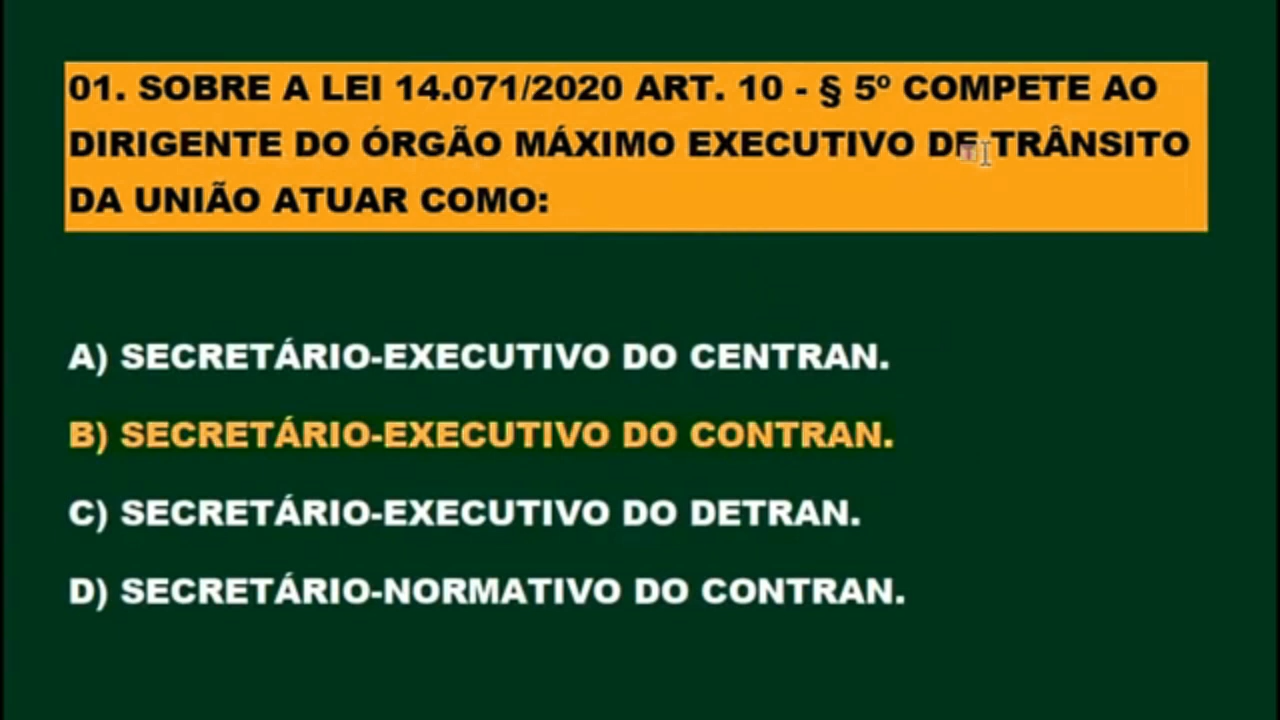 01. SOBRE A LEI 14.071/2020 ART. 10 - § 5º COMPETE AO
DIRIGENTE DO ÓRGÃO MÁXIMO EXECUTIVO DE TRÂNSITO
DA UNIÃO ATUAR COMO:
A) SECRETÁRIO-EXECUTIVO DO CENTRAN.
B) SECRETÁRIO-EXECUTIVO DO CONTRAN.
C) SECRETÁRIO-EXECUTIVO DO DETRAN.
D) SECRETÁRIO-NORMATIVO DO CONTRAN.